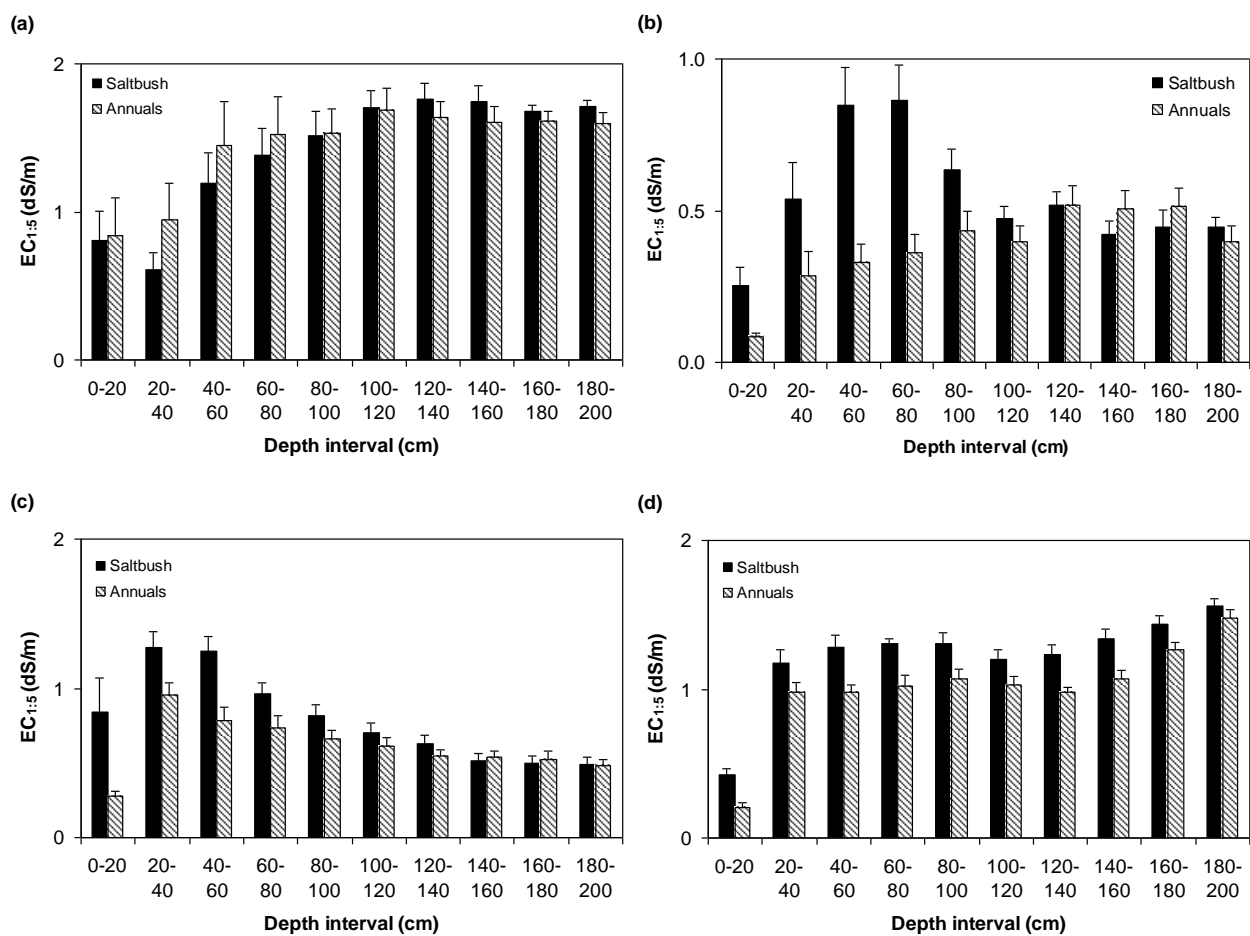 (a)
2
1
0
EC1:5 (dS/m)
Saltbush
Annuals
0-20 20- 40- 60- 80- 100- 120- 140- 160- 180-
40 60 80 100 120 140 160 180 200
Depth interval (cm)
(b)
1.0
0.5
0.0
EC1:5 (dS/m)
Saltbush
Annuals
0-20 20- 40- 60- 80- 100- 120- 140- 160- 180-
40 60 80 100 120 140 160 180 200
Depth interval (cm)
(c)
2
1
0
EC1:5 (dS/m)
Saltbush
Annuals
0-20 20- 40- 60- 80- 100- 120- 140- 160- 180-
40 60 80 100 120 140 160 180 200
Depth interval (cm)
(d)
2
1
0
EC1:5 (dS/m)
Saltbush
Annuals
0-20 20- 40- 60- 80- 100- 120- 140- 160- 180-
40 60 80 100 120 140 160 180 200
Depth interval (cm)